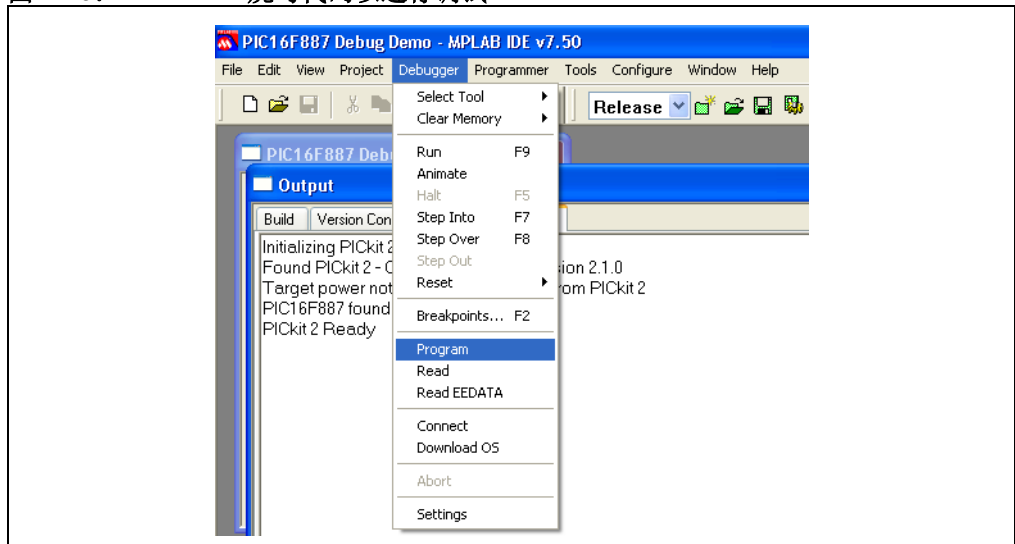 PIC16F887 Debug Demo - MPLAB IDE v7.50
File Edit View Project Debugger Programmer Tools Configure Window Help
Release
Select Tool
Clear Memory
Run F9
Animate
Halt F5
Step Into F7
Step Over F8
Step Out
Reset
Breakpoints... F2
Program
Read
Read EEDATA
Connect
Download OS
Abort
Settings
PIC16F887 Deb
Output
Build Version Con
Initializing PICkit 2
Found PICkit 2 - ion 2.1.0
Target power not om PICkit 2
PIC16F887 found
PICkit 2 Ready